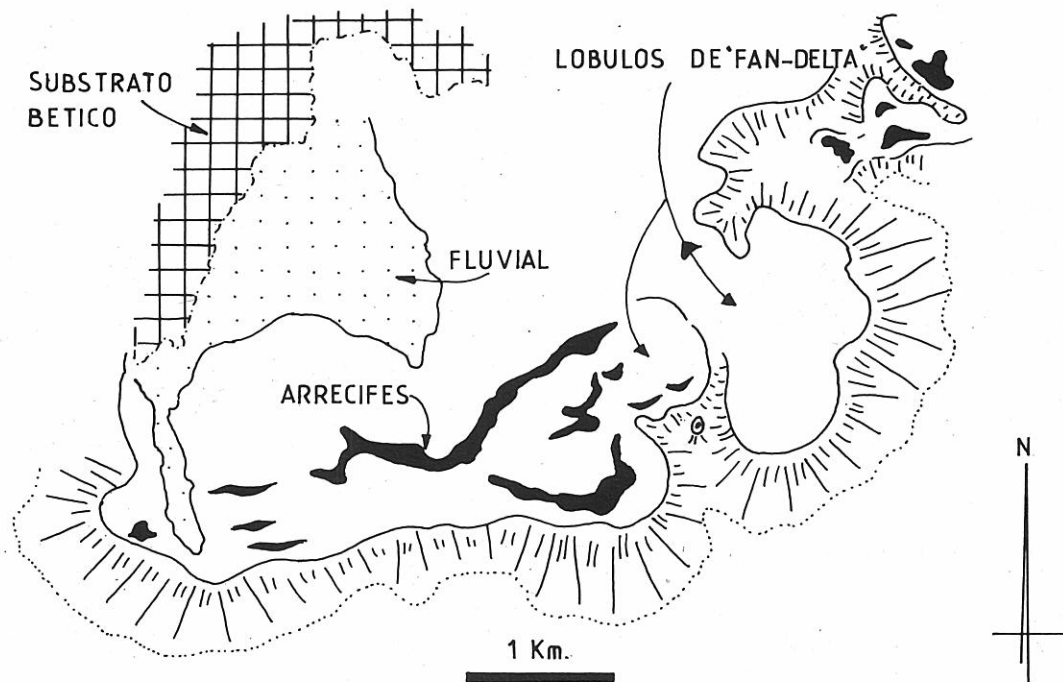 SUBSTRATO
BETICO
LOBULOS DE FAN-DELTA
FLUVIAL
ARRECIFES
N
1 Km.